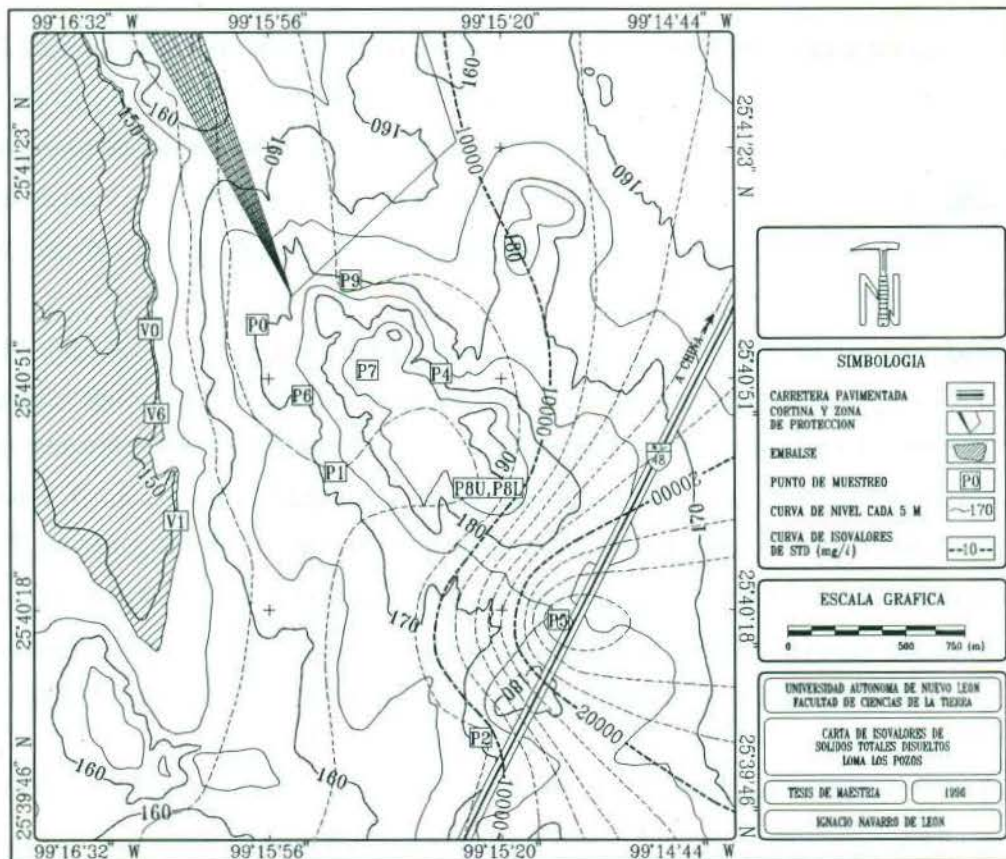 99°16'32" W
99°15'56"
99°15'20"
99°14'44" W
25°41'23" N
25°40'51"
25°40'18"
25°39'46" N
25°41'23" N
25°40'51"
25°40'18"
25°39'46" N
99°16'32" W
99°15'56"
99°15'20"
99°14'44" W
150
160
160
160
160
160
10000
180
P9
P0
V0
P7
P4
P6
V6
150
P1
V1
P8U,P8L
90
180
10000
A CHINA
48
20000
170
170
P3
180
20000
P2
10000
160
160
N
SIMBOLOGIA
CARRETERA PAVIMENTADA
CORTINA Y ZONA
DE PROTECCION
EMBALSE
PUNTO DE MUESTREO P0
CURVA DE NIVEL CADA 5 M 170
CURVA DE ISOVALORES
DE STD (mg/l) 10
ESCALA GRAFICA
0 500 750 (m)
UNIVERSIDAD AUTONOMA DE NUEVO LEON
FACULTAD DE CIENCIAS DE LA TIERRA
CARTA DE ISOVALORES DE
SOLIDOS TOTALES DISUELTOS
LOMA LOS POZOS
TESIS DE MAESTRIA 1996
IGNACIO NAVARRO DE LEON